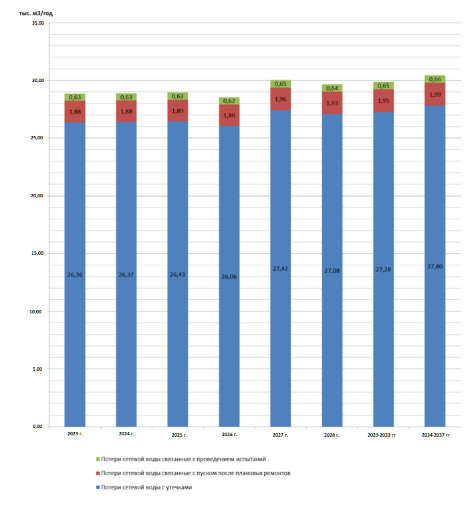 тыс. м3/год
35,00
30,00
25,00
20,00
15,00
10,00
5,00
0,00
0,63 0,63 0,63 0,62 0,65 0,64 0,65 0,66
1,88 1,88 1,89 1,86 1,96 1,93 1,95 1,99
26,36 26,37 26,43 26,06 27,42 27,08 27,28 27,80
2023 г. 2024 г. 2025 г. 2026 г. 2027 г. 2028 г. 2029-2033 гг 2034-2037 гг
Потери сетевой воды связанные с проведением испытаний
Потери сетевой воды связанные с пуском после плановых ремонтов
Потери сетевой воды с утечками